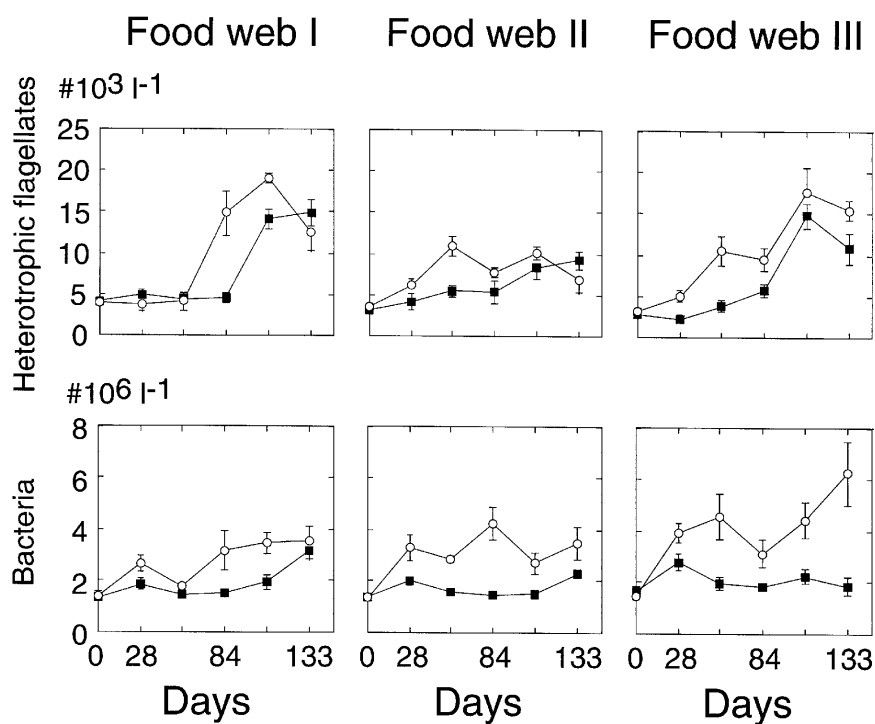 Food web I Food web II Food web III
#10³ l-1
Heterotrophic flagellates
25
20
15
10
5
0
#10⁶ l-1
Bacteria
8
6
4
2
0
0 28 84 133 0 28 84 133 0 28 84 133
Days Days Days